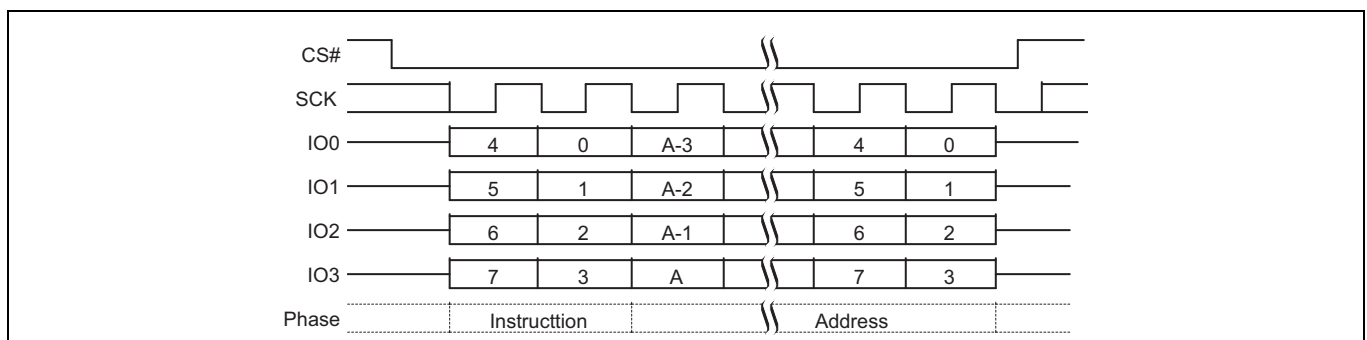 CS#
SCK
IO0 4 0 A-3 4 0
IO1 5 1 A-2 5 1
IO2 6 2 A-1 6 2
IO3 7 3 A 7 3
Phase Instructtion Address